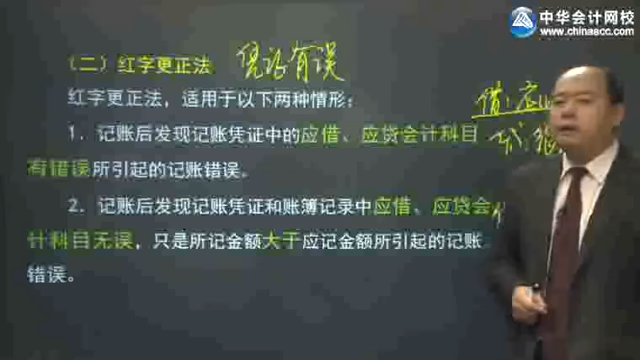 中华会计网校
www.chinaacc.com
（二）红字更正法 凭证有误
红字更正法，适用于以下两种情形：
1．记账后发现记账凭证中的应借、应贷会计科目
有错误所引起的记账错误。
2．记账后发现记账凭证和账簿记录中应借、应贷会
计科目无误，只是所记金额大于应记金额所引起的记账
错误。
借：应